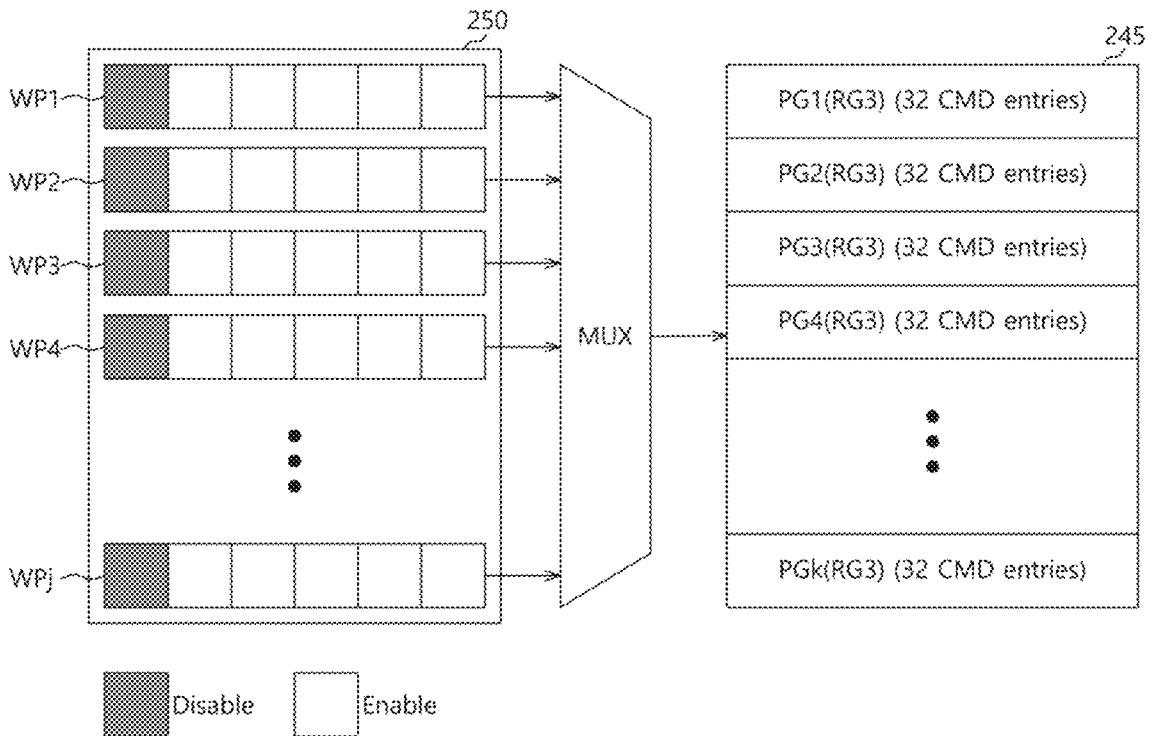 250
245
WP1
WP2
WP3
WP4
WPj
MUX
PG1(RG3) (32 CMD entries)
PG2(RG3) (32 CMD entries)
PG3(RG3) (32 CMD entries)
PG4(RG3) (32 CMD entries)
PGk(RG3) (32 CMD entries)
Disable
Enable